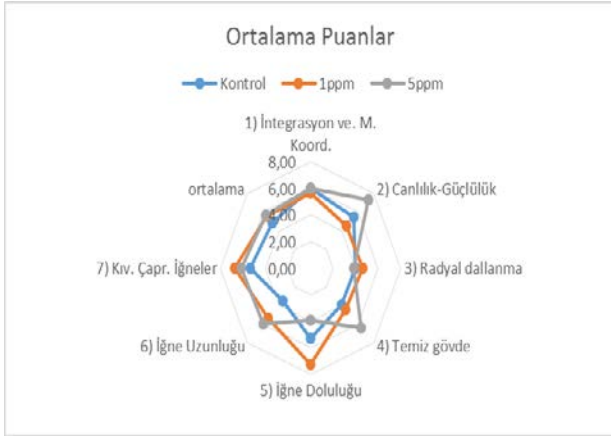 Ortalama Puanlar
Kontrol 1ppm 5ppm
1) İntegrasyon ve. M.
Koord.
8,00
ortalama 6,00 2) Canlılık-Güçlülük
4,00
2,00
7) Kıv. Çapr. İğneler 0,00 3) Radyal dallanma
6) İğne Uzunluğu 4) Temiz gövde
5) İğne Doluluğu